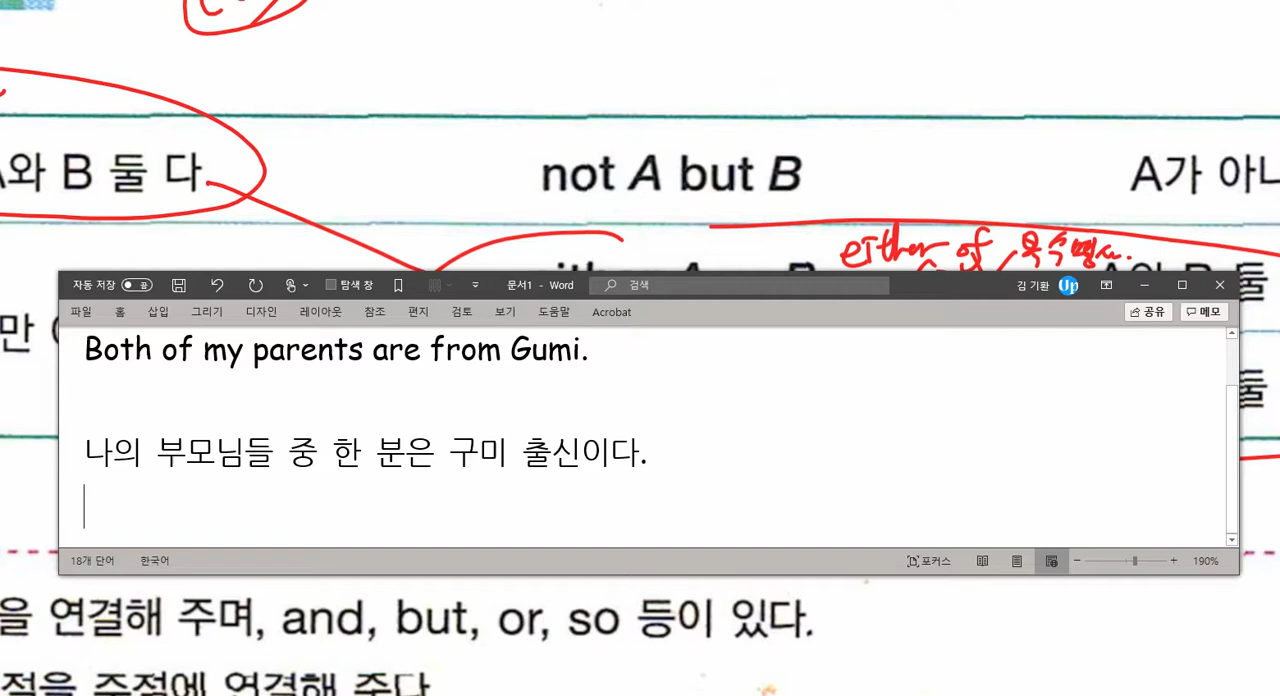 A와 B 둘 다 not A but B A가 아니
either of 복수명사.
만
둘
자동 저장 끔 탐색 창 문서1 - Word 검색 김 기환 Up
파일 홈 삽입 그리기 디자인 레이아웃 참조 편지 검토 보기 도움말 Acrobat 공유 메모
Both of my parents are from Gumi.
나의 부모님들 중 한 분은 구미 출신이다.
18개 단어 한국어 포커스 190%
을 연결해 주며, and, but, or, so 등이 있다.